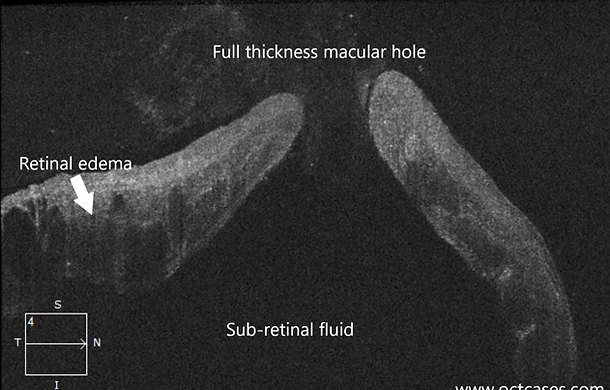 Full thickness macular hole
Retinal edema
Sub-retinal fluid
S
4
T N
I
www.octcases.com